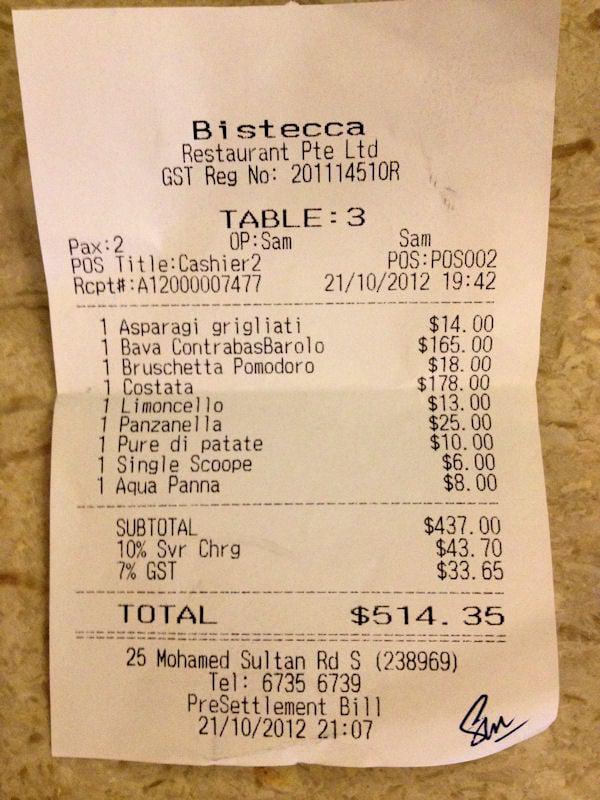 Bistecca
Restaurant Pte Ltd
GST Reg No: 201114510R
TABLE: 3
Pax:2 OP:Sam Sam
POS Title:Cashier2 POS:POS002
Rcpt#:A12000007477 21/10/2012 19:42
1 Asparagi grigliati $14.00
1 Bava ContrabasBarolo $165.00
1 Bruschetta Pomodoro $18.00
1 Costata $178.00
1 Limoncello $13.00
1 Panzanella $25.00
1 Pure di patate $10.00
1 Single Scoope $6.00
1 Aqua Panna $8.00
SUBTOTAL $437.00
10% Svr Chrg $43.70
7% GST $33.65
TOTAL $514.35
25 Mohamed Sultan Rd S (238969)
Tel: 6735 6739
PreSettlement Bill
21/10/2012 21:07
Sam